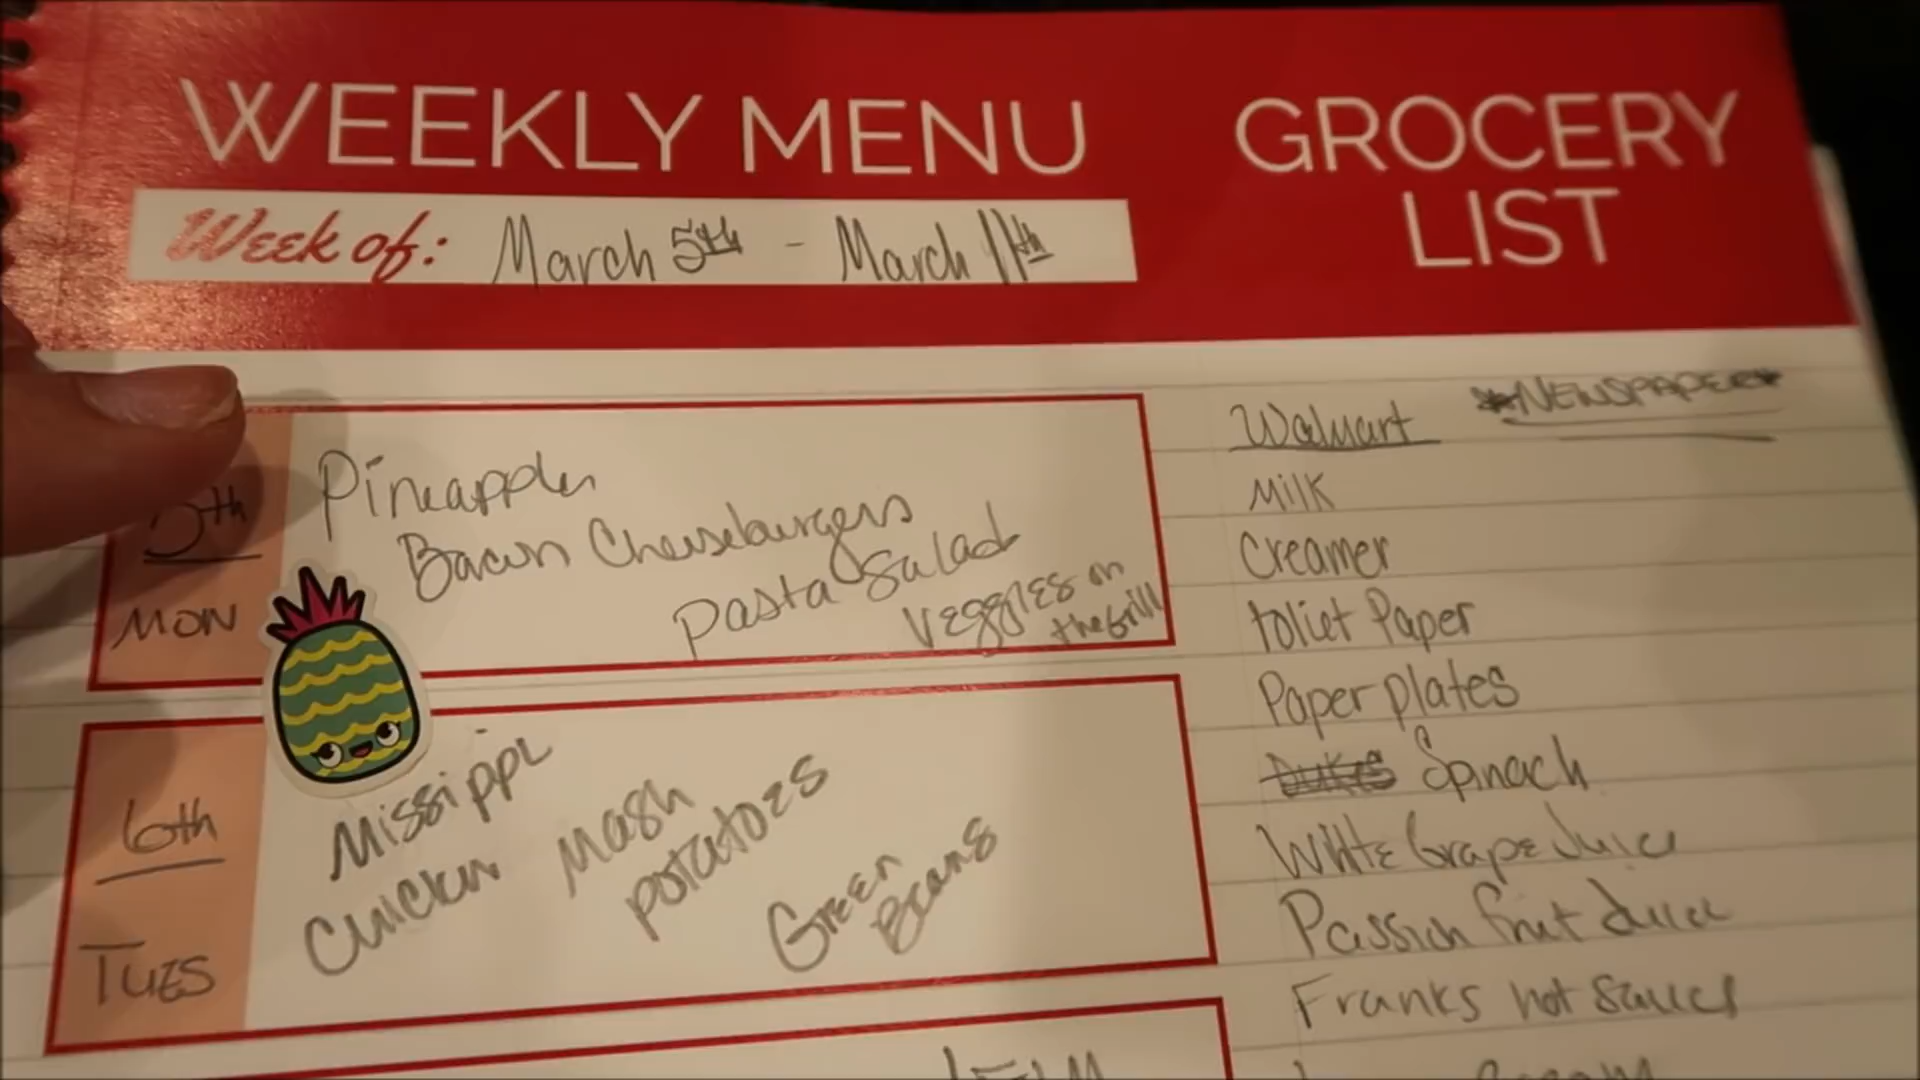 WEEKLY MENU
Week of: March 5th - March 11th
5th
MON
Pineapple
Bacon Cheeseburgers
Pasta Salad
Veggies on
the Grill
6th
TUES
Mississippi
Chicken
Mash
Potatoes
Green
Beans
GROCERY
LIST
Walmart *NEWSPAPER*
Milk
Creamer
toliet Paper
Paper plates
Dukes Spinach
White Grape Juice
Passion fruit Juice
Franks hot sauce